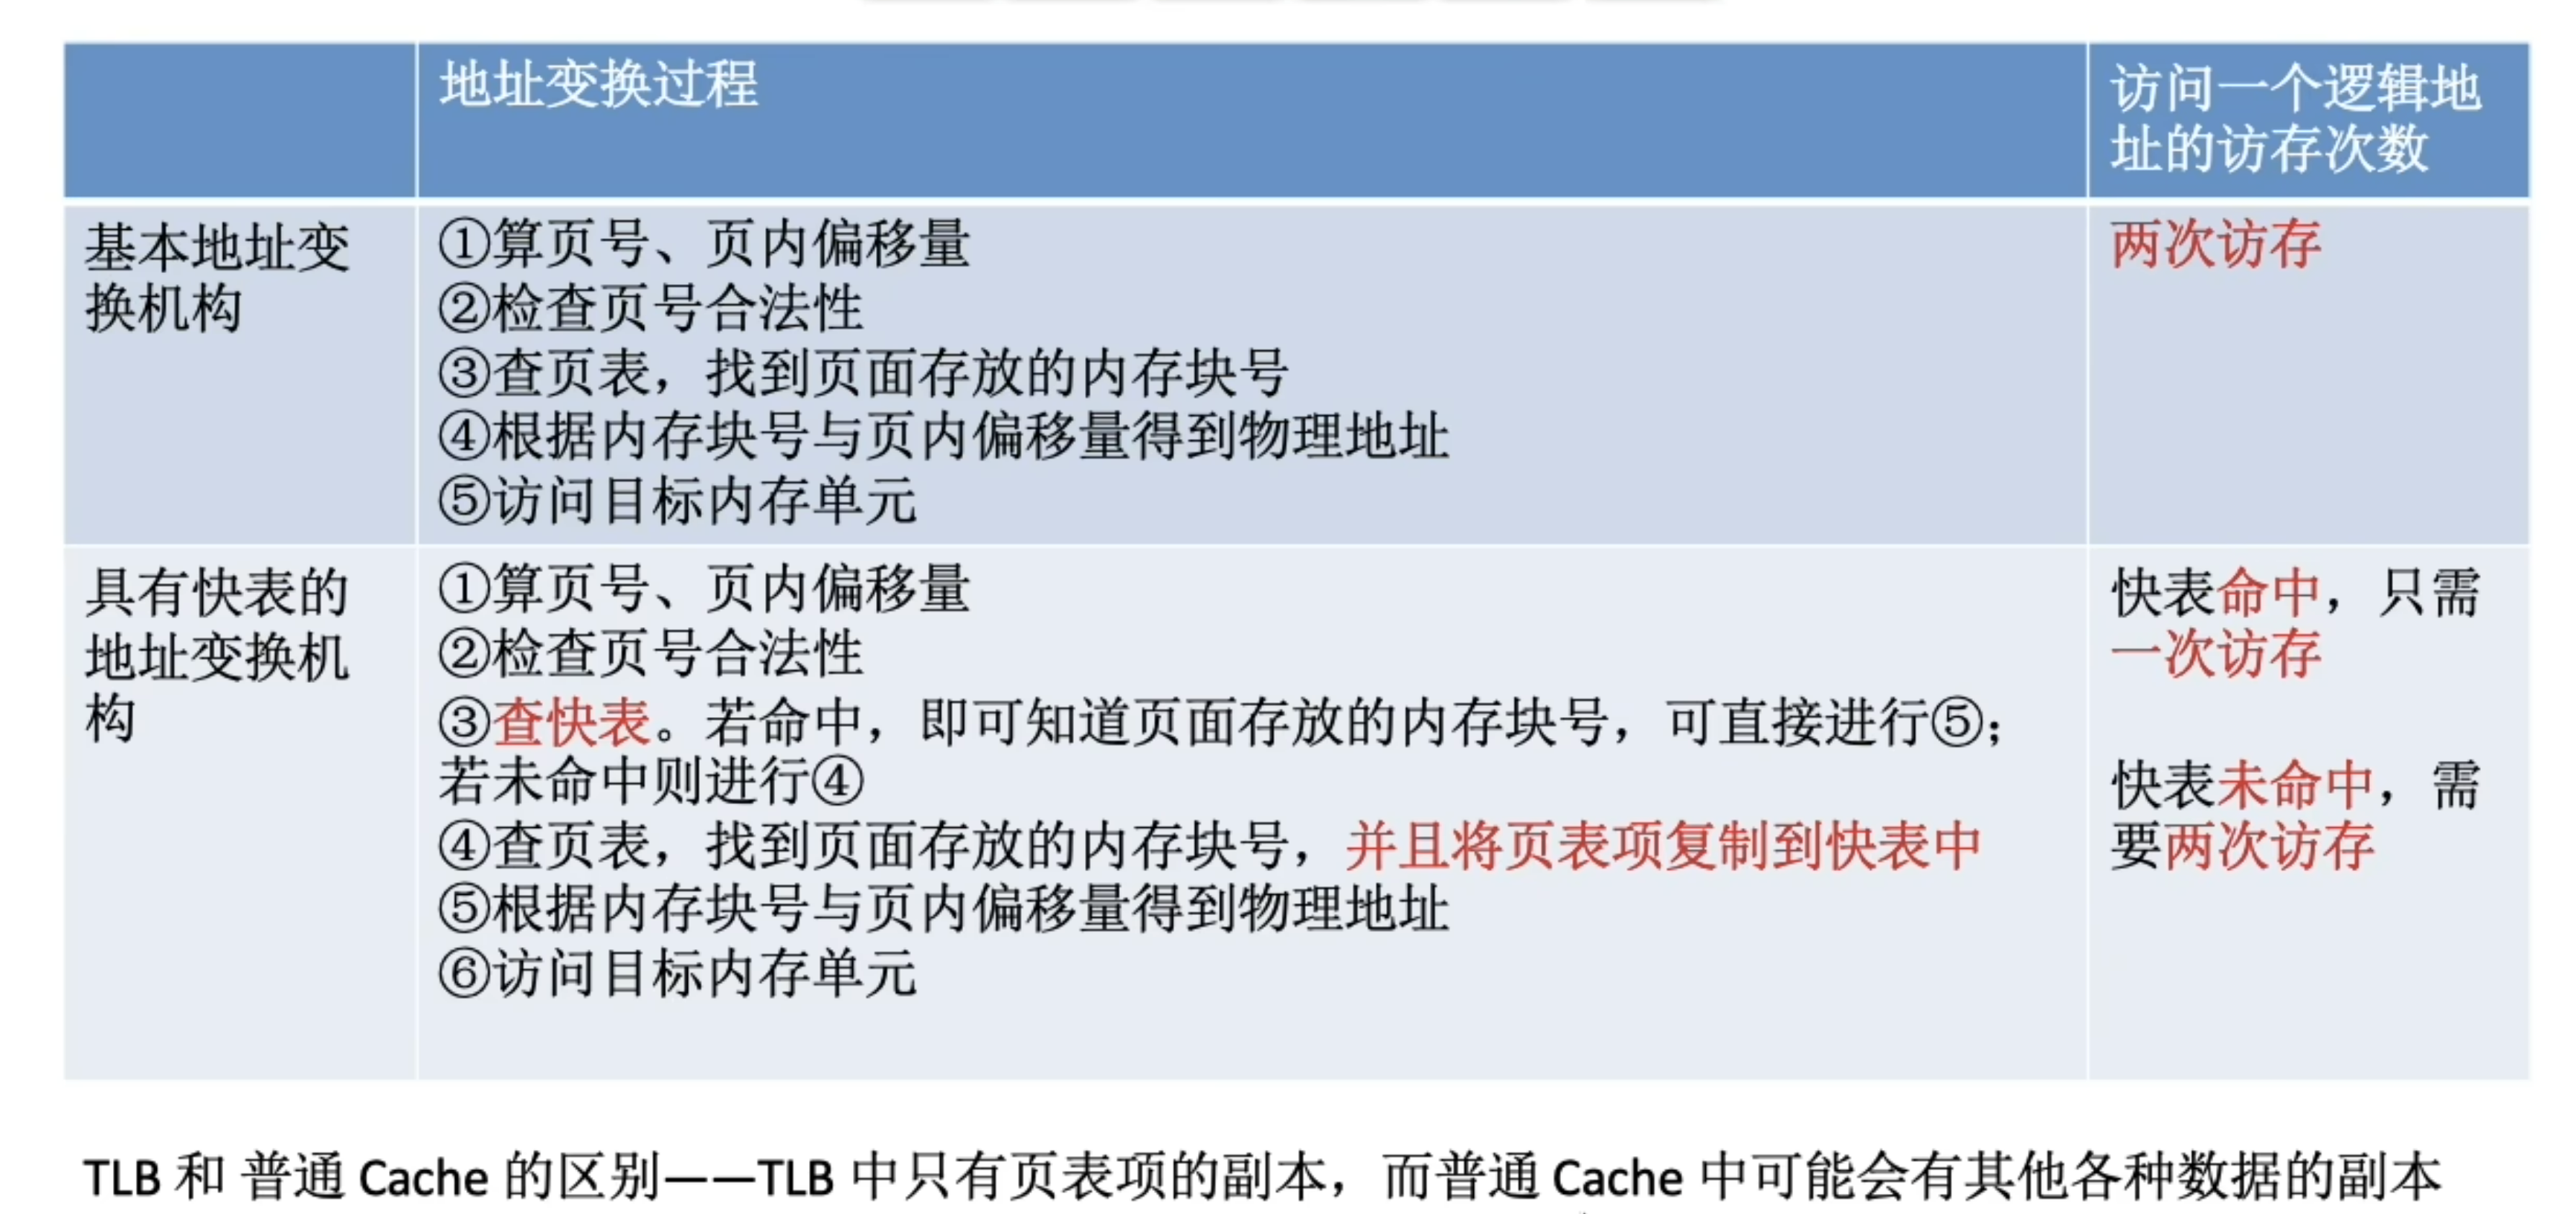 地址变换过程
访问一个逻辑地
址的访存次数
基本地址变
换机构
①算页号、页内偏移量
②检查页号合法性
③查页表，找到页面存放的内存块号
④根据内存块号与页内偏移量得到物理地址
⑤访问目标内存单元
两次访存
具有快表的
地址变换机
构
①算页号、页内偏移量
②检查页号合法性
③查快表。若命中，即可知道页面存放的内存块号，可直接进行⑤；
若未命中则进行④
④查页表，找到页面存放的内存块号，并且将页表项复制到快表中
⑤根据内存块号与页内偏移量得到物理地址
⑥访问目标内存单元
快表命中，只需
一次访存
快表未命中，需
要两次访存
TLB 和 普通 Cache 的区别——TLB 中只有页表项的副本，而普通 Cache 中可能会有其他各种数据的副本